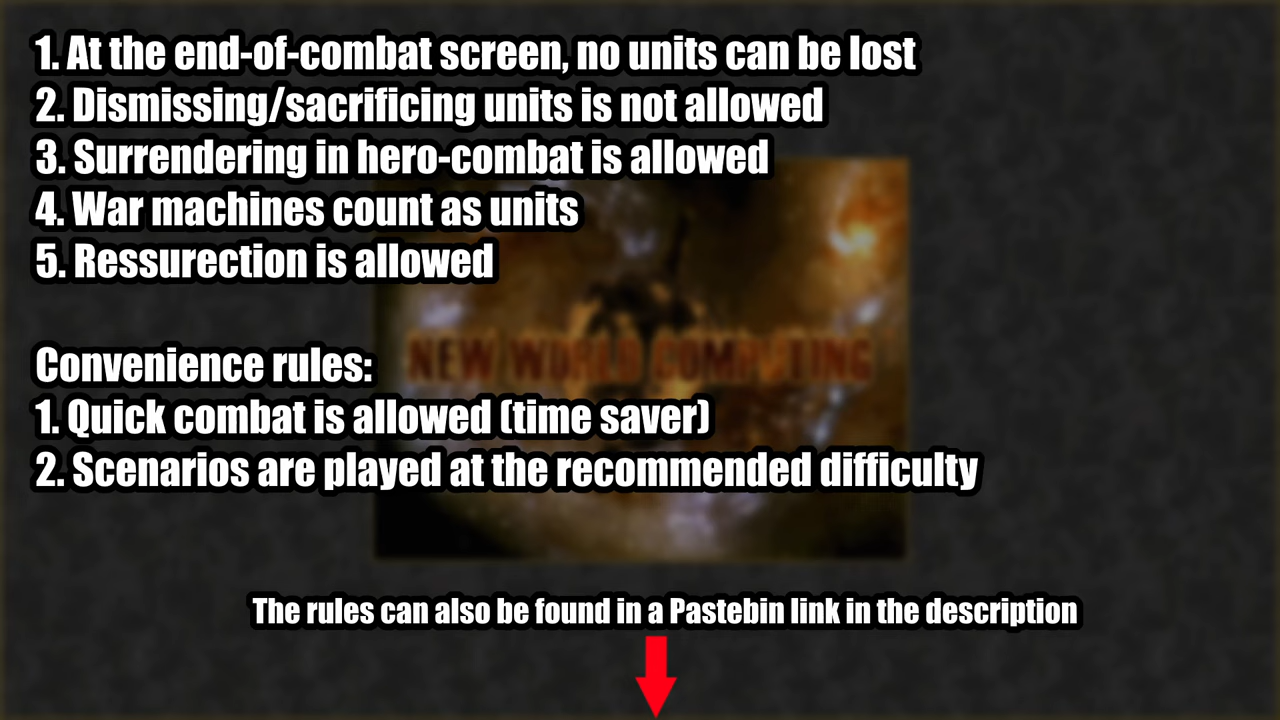 1. At the end-of-combat screen, no units can be lost
2. Dismissing/sacrificing units is not allowed
3. Surrendering in hero-combat is allowed
4. War machines count as units
5. Ressurection is allowed
NEW WORLD COMPUTING
Convenience rules:
1. Quick combat is allowed (time saver)
2. Scenarios are played at the recommended difficulty
The rules can also be found in a Pastebin link in the description